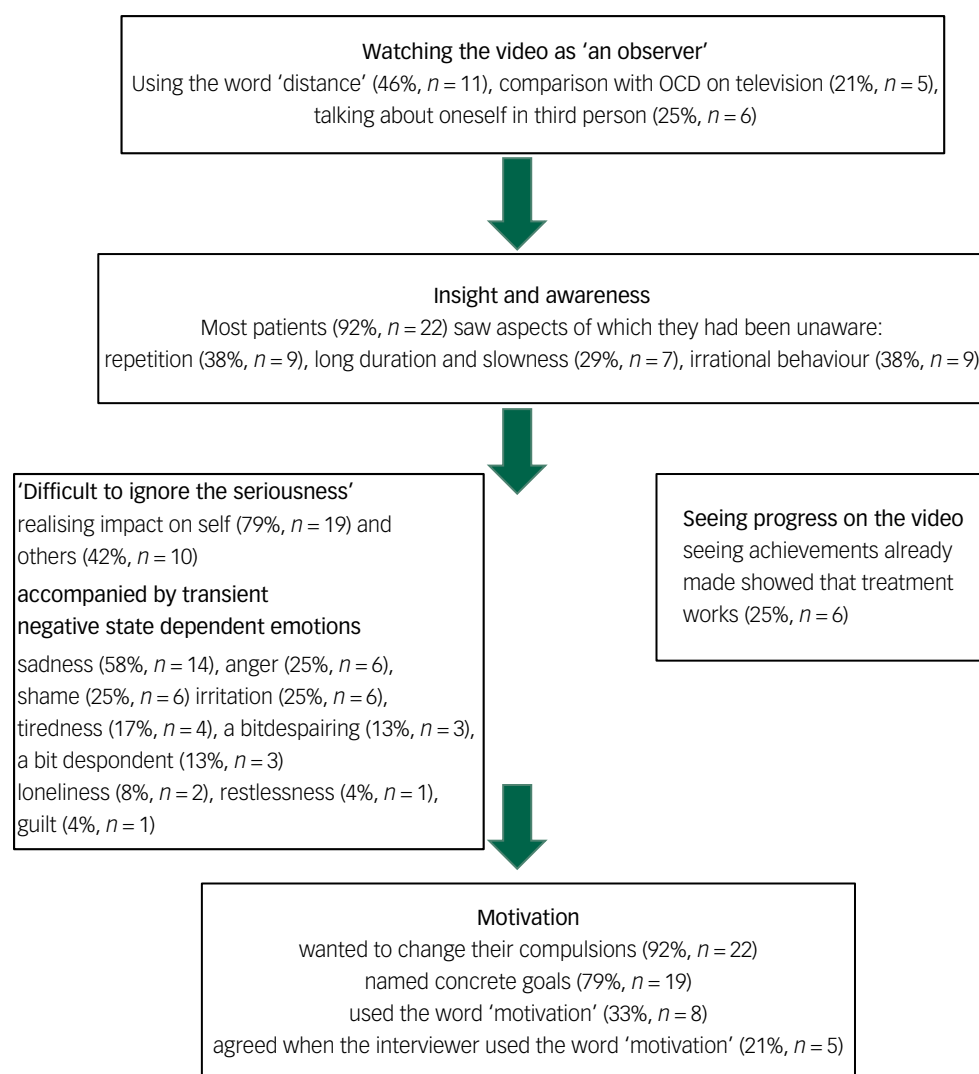 Watching the video as ‘an observer’
Using the word ‘distance’ (46%, n = 11), comparison with OCD on television (21%, n = 5),
talking about oneself in third person (25%, n = 6)
Insight and awareness
Most patients (92%, n = 22) saw aspects of which they had been unaware:
repetition (38%, n = 9), long duration and slowness (29%, n = 7), irrational behaviour (38%, n = 9)
‘Difficult to ignore the seriousness’
realising impact on self (79%, n = 19) and
others (42%, n = 10)
accompanied by transient
negative state dependent emotions
sadness (58%, n = 14), anger (25%, n = 6),
shame (25%, n = 6) irritation (25%, n = 6),
tiredness (17%, n = 4), a bitdespairing (13%, n = 3),
a bit despondent (13%, n = 3)
loneliness (8%, n = 2), restlessness (4%, n = 1),
guilt (4%, n = 1)
Seeing progress on the video
seeing achievements already
made showed that treatment
works (25%, n = 6)
Motivation
wanted to change their compulsions (92%, n = 22)
named concrete goals (79%, n = 19)
used the word ‘motivation’ (33%, n = 8)
agreed when the interviewer used the word ‘motivation’ (21%, n = 5)